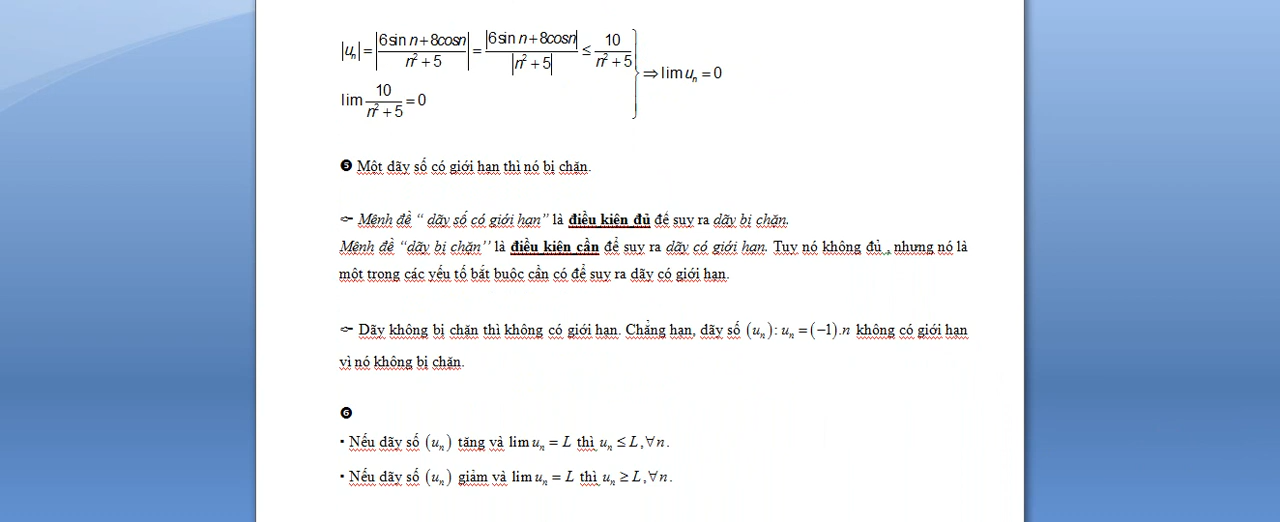 |uₙ| = |6sin n + 8cosn / n² + 5| = |6sin n + 8cosn| / |n² + 5| ≤ 10 / n² + 5
lim 10 / n² + 5 = 0 } ⇒ lim uₙ = 0
❺ Một dãy số có giới hạn thì nó bị chặn.
Mệnh đề “ dãy số có giới hạn” là điều kiện đủ để suy ra dãy bị chặn.
Mệnh đề “dãy bị chặn’’ là điều kiện cần để suy ra dãy có giới hạn. Tuy nó không đủ , nhưng nó là
một trong các yếu tố bắt buộc cần có để suy ra dãy có giới hạn.
Dãy không bị chặn thì không có giới hạn. Chẳng hạn, dãy số (uₙ): uₙ = (−1).n không có giới hạn
vì nó không bị chặn.
❻
• Nếu dãy số (uₙ) tăng và lim uₙ = L thì uₙ ≤ L, ∀n.
• Nếu dãy số (uₙ) giảm và lim uₙ = L thì uₙ ≥ L, ∀n.